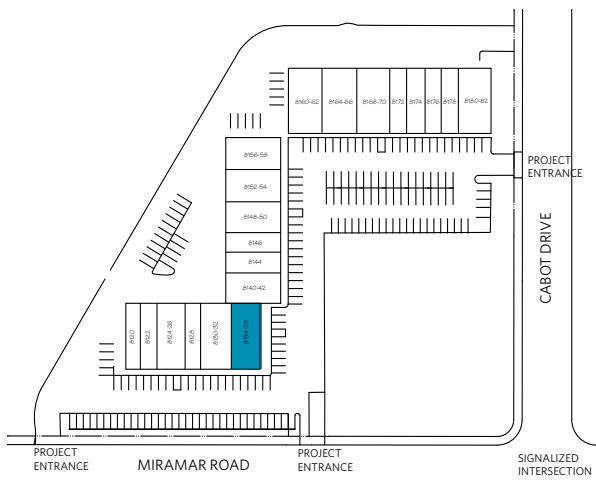 8160-62
8164-66
8168-70
8172
8174
8176
8178
8180-82
8156-58
8152-54
8148-50
8146
8144
8140-42
8120
8122
8124-26
8128
8130-32
PROJECT
ENTRANCE
CABOT DRIVE
PROJECT
ENTRANCE
MIRAMAR ROAD
PROJECT
ENTRANCE
SIGNALIZED
INTERSECTION